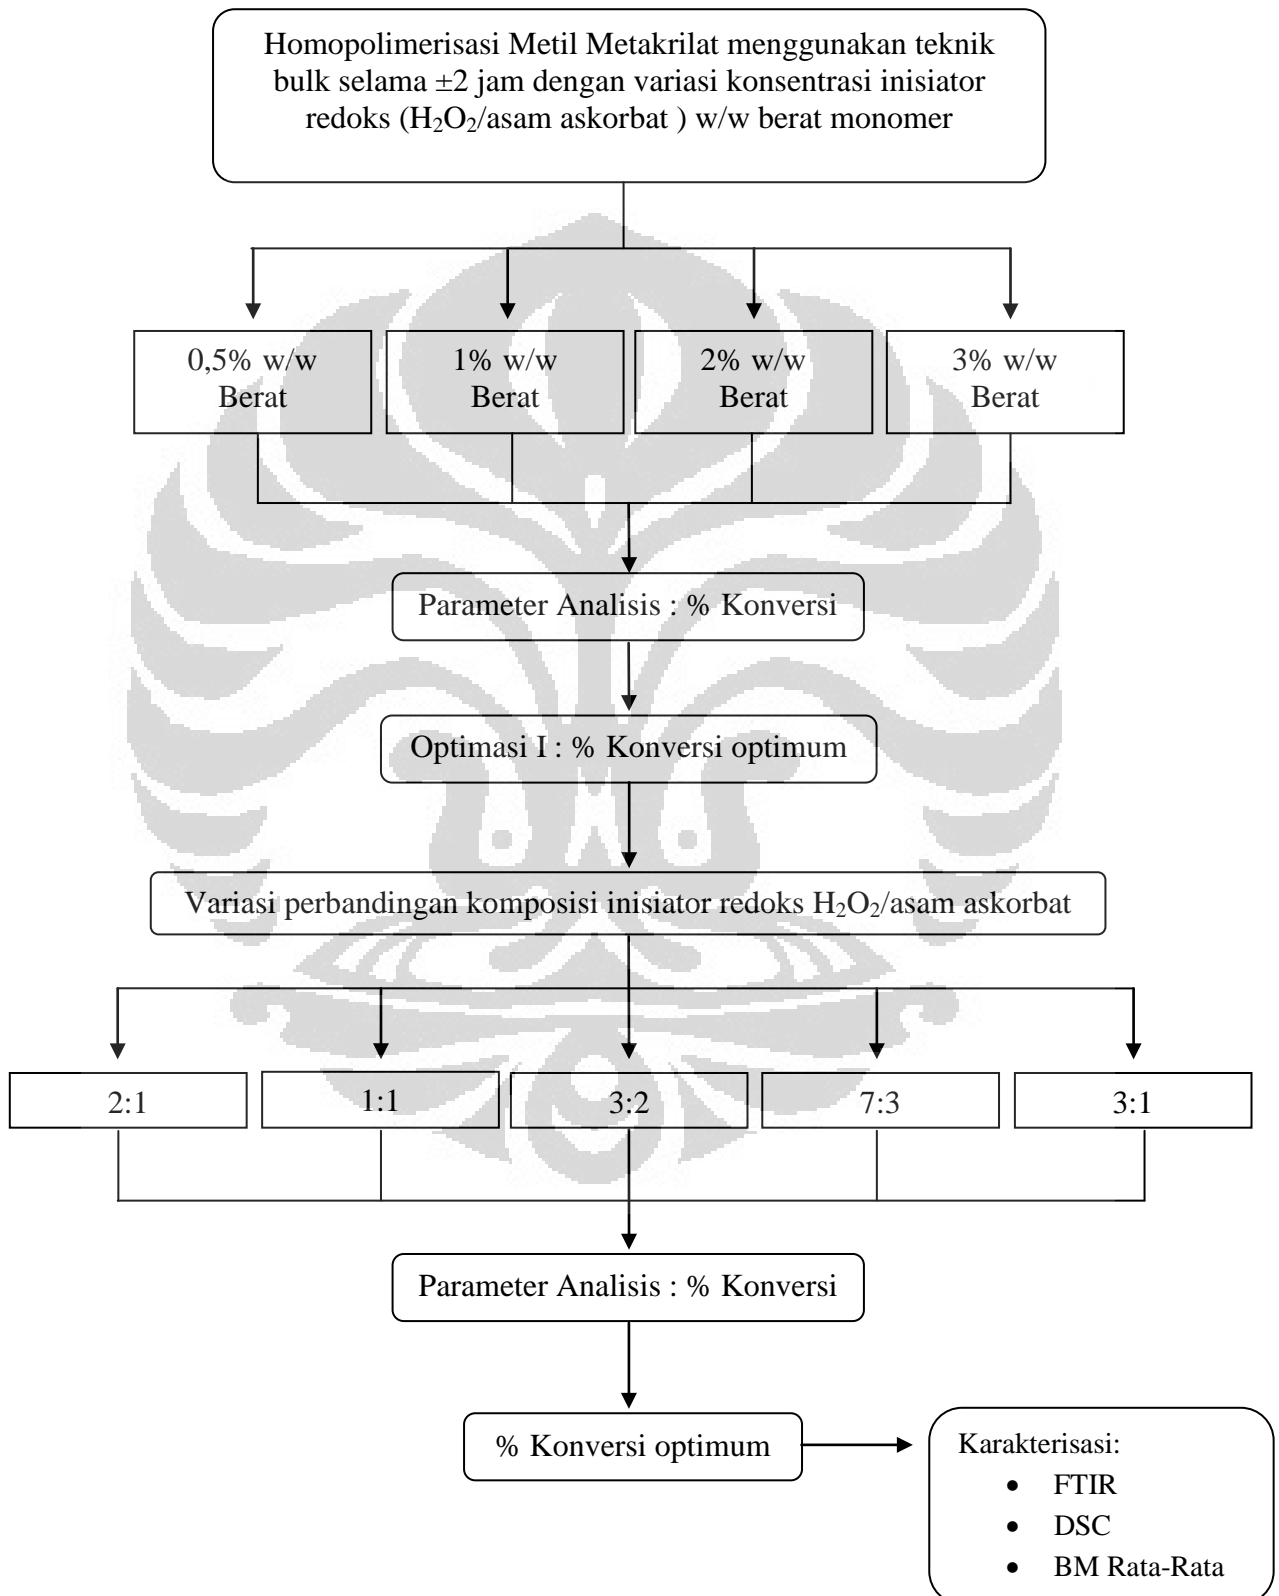 Homopolimerisasi Metil Metakrilat menggunakan teknik
bulk selama ±2 jam dengan variasi konsentrasi inisiator
redoks (H₂O₂/asam askorbat ) w/w berat monomer
0,5% w/w
Berat
1% w/w
Berat
2% w/w
Berat
3% w/w
Berat
Parameter Analisis : % Konversi
Optimasi I : % Konversi optimum
Variasi perbandingan komposisi inisiator redoks H₂O₂/asam askorbat
2:1
1:1
3:2
7:3
3:1
Parameter Analisis : % Konversi
% Konversi optimum
Karakterisasi:
• FTIR
• DSC
• BM Rata-Rata